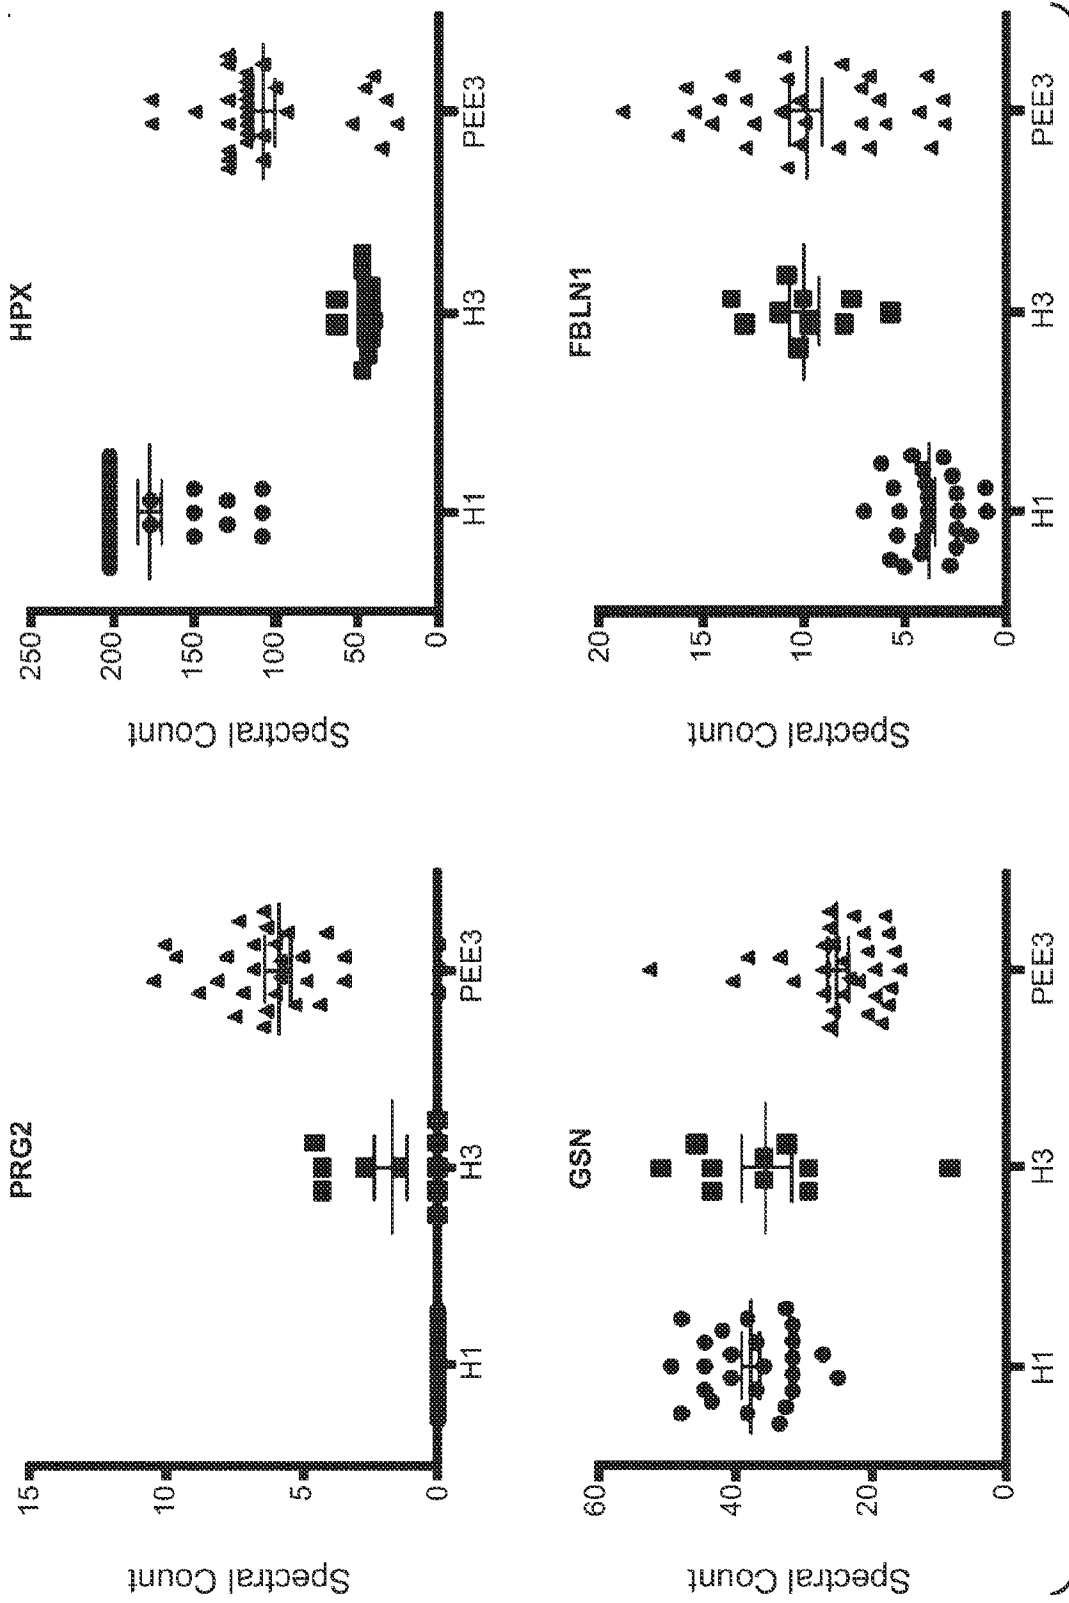 PRG2
Spectral Count
15
10
5
0
H1
H3
PEE3
HPX
Spectral Count
250
200
150
100
50
0
H1
H3
PEE3
GSN
Spectral Count
60
40
20
0
H1
H3
PEE3
FBLN1
Spectral Count
20
15
10
5
0
H1
H3
PEE3